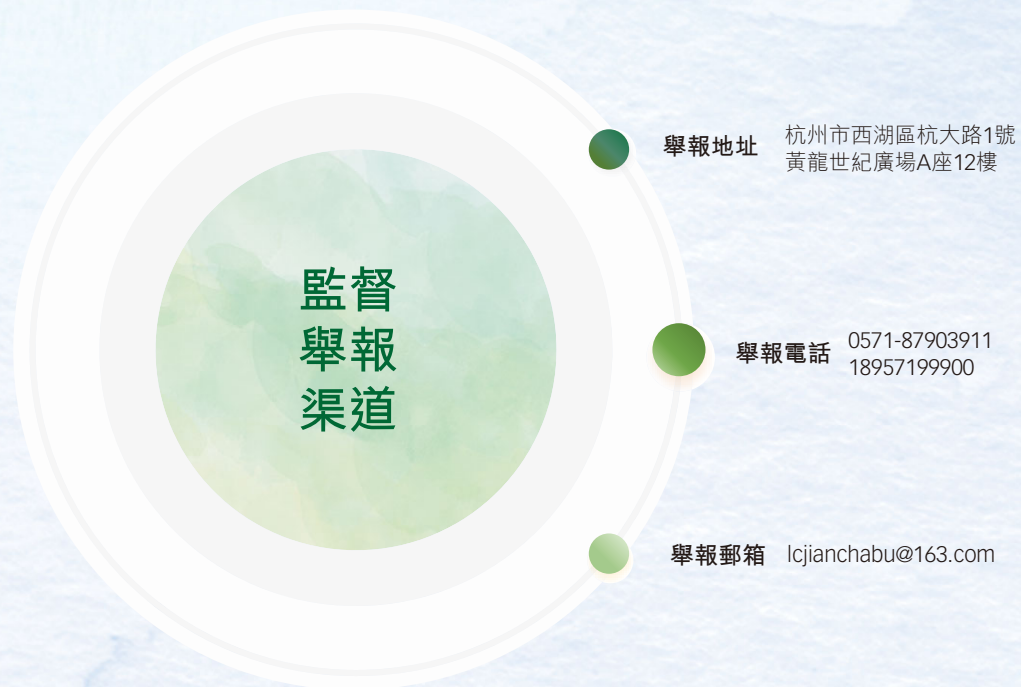 監督
舉報
渠道
舉報地址
杭州市西湖區杭大路1號
黃龍世紀廣場A座12樓
舉報電話
0571-87903911
18957199900
舉報郵箱
lcjianchabu@163.com